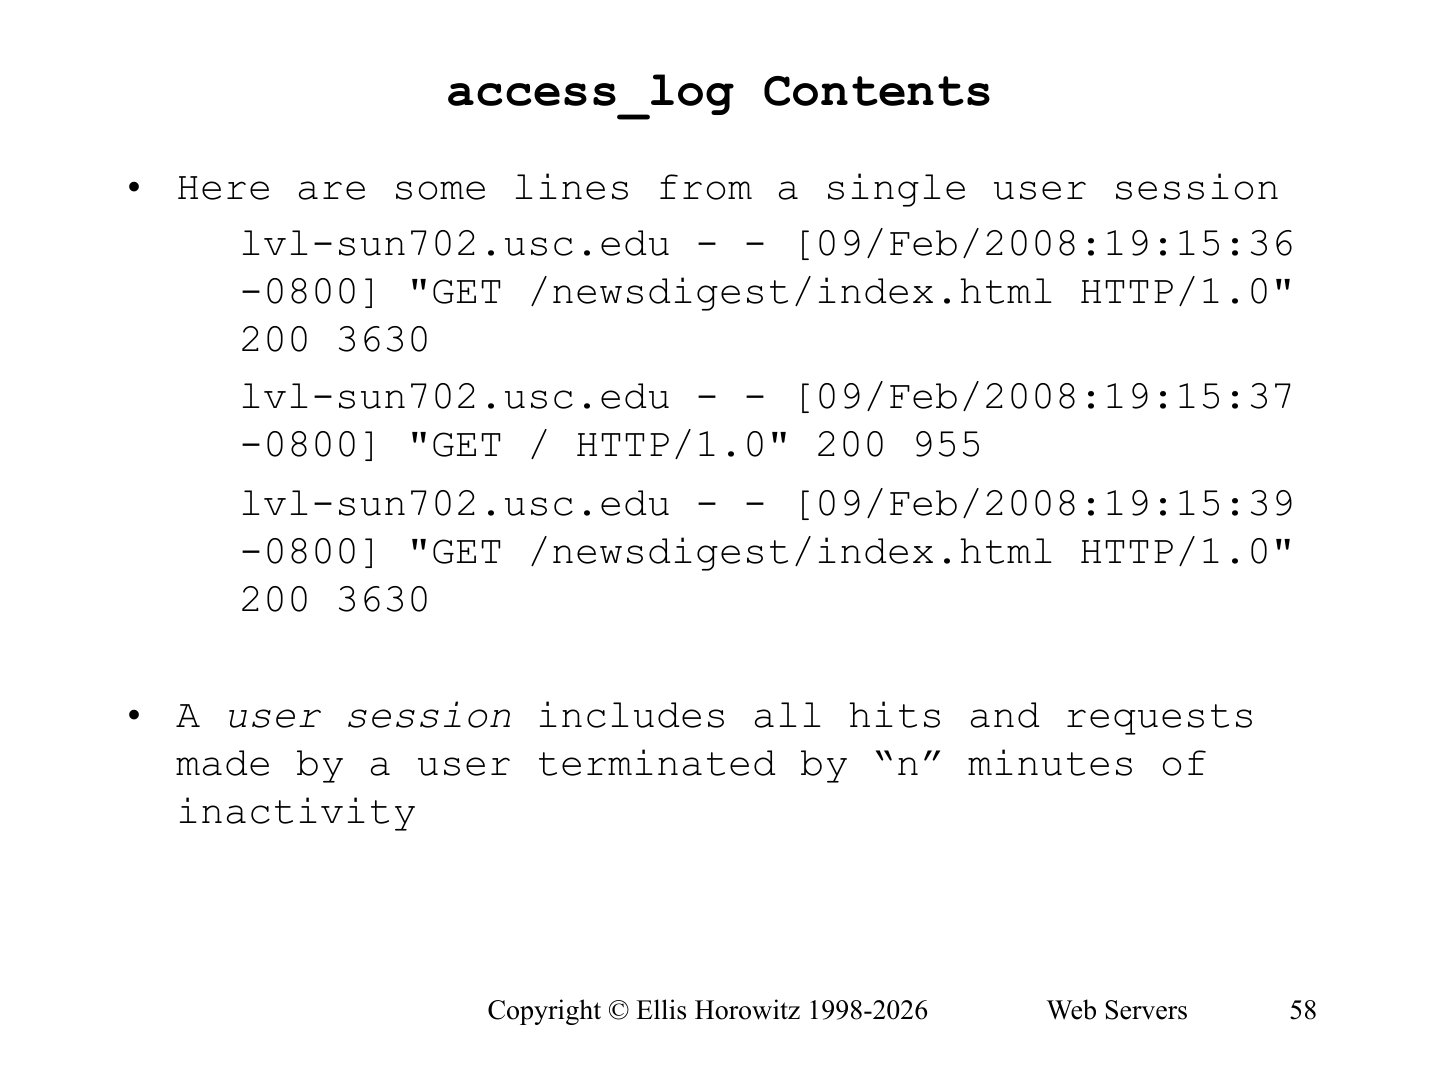 access_log Contents
• Here are some lines from a single user session
lvl-sun702.usc.edu - - [09/Feb/2008:19:15:36
-0800] "GET /newsdigest/index.html HTTP/1.0"
200 3630
lvl-sun702.usc.edu - - [09/Feb/2008:19:15:37
-0800] "GET / HTTP/1.0" 200 955
lvl-sun702.usc.edu - - [09/Feb/2008:19:15:39
-0800] "GET /newsdigest/index.html HTTP/1.0"
200 3630
• A user session includes all hits and requests
made by a user terminated by “n” minutes of
inactivity
Copyright © Ellis Horowitz 1998-2026 Web Servers 58